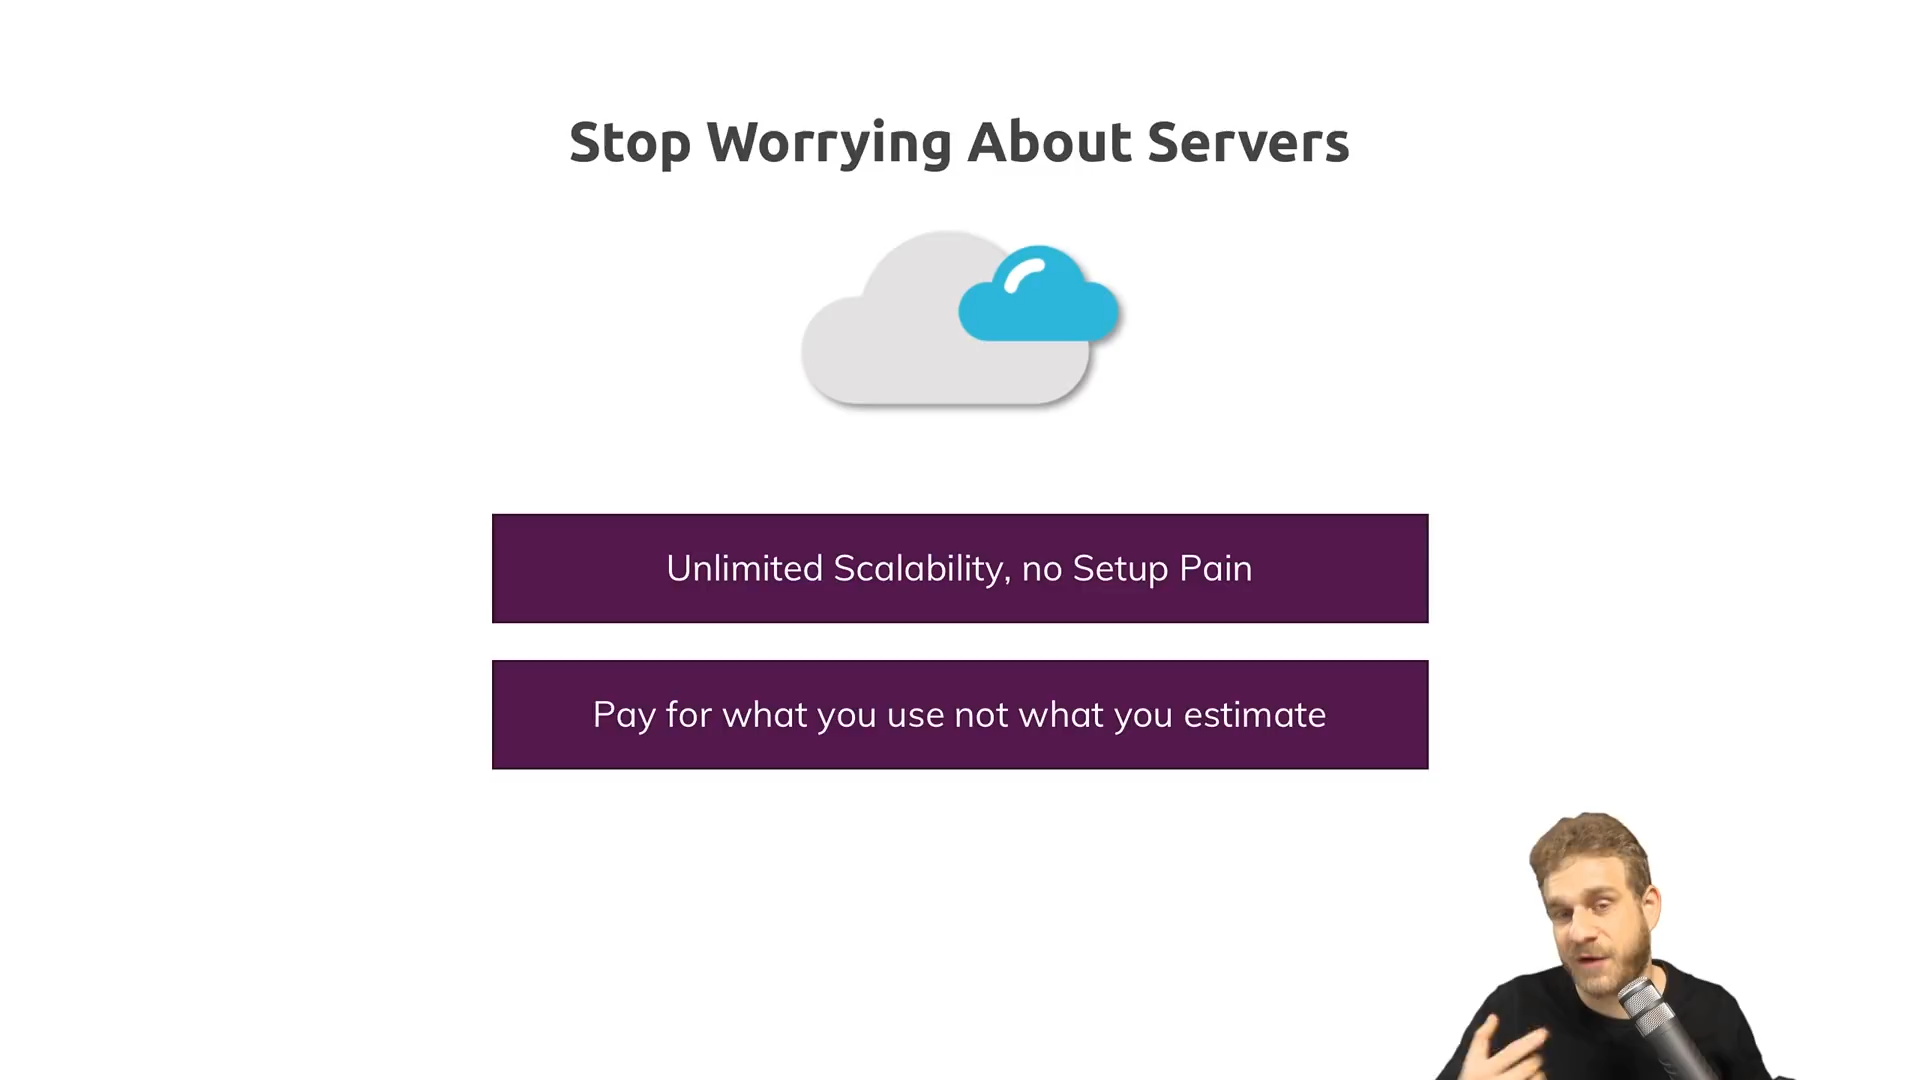 Stop Worrying About Servers
Unlimited Scalability, no Setup Pain
Pay for what you use not what you estimate